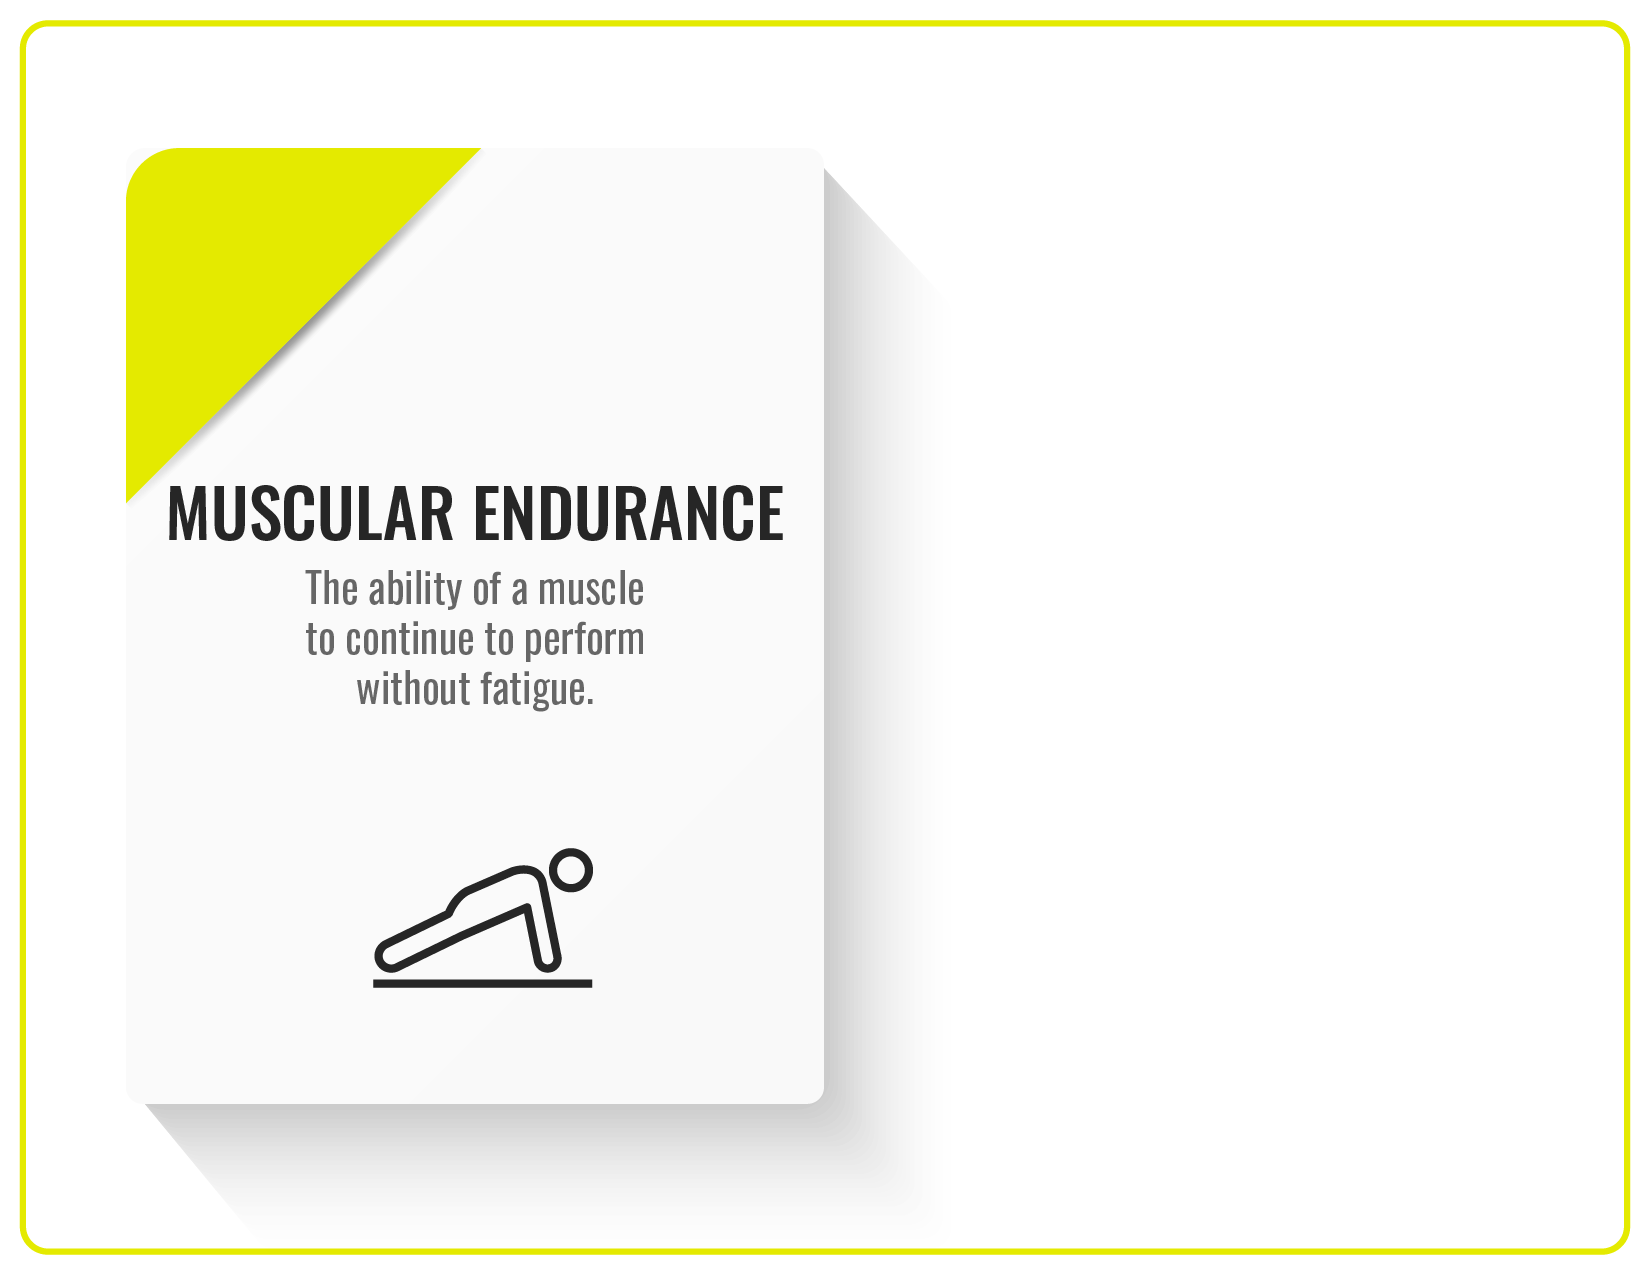 MUSCULAR ENDURANCE
The ability of a muscle
to continue to perform
without fatigue.